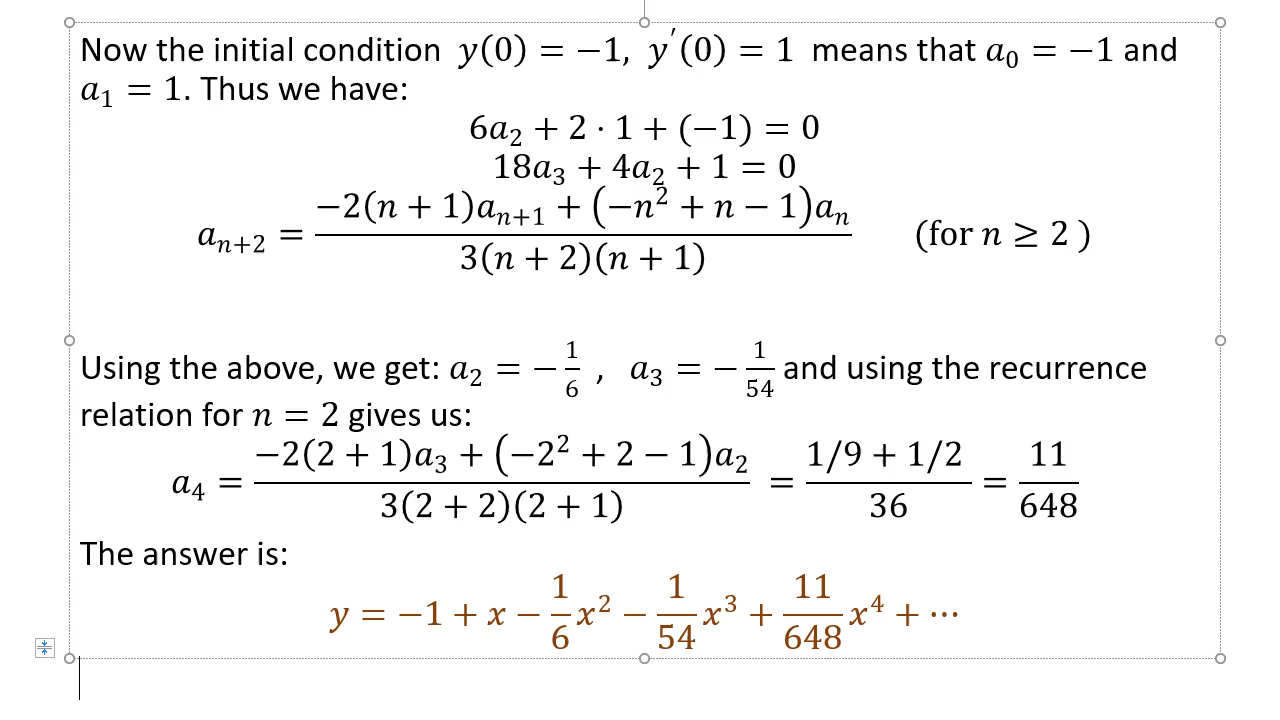 Now the initial condition y(0) = −1, y′(0) = 1 means that a₀ = −1 and
a₁ = 1. Thus we have:
6a₂ + 2 · 1 + (−1) = 0
18a₃ + 4a₂ + 1 = 0
aₙ₊₂ = (−2(n + 1)aₙ₊₁ + (−n² + n − 1)aₙ) / (3(n + 2)(n + 1)) (for n ≥ 2 )
Using the above, we get: a₂ = −1/6 , a₃ = −1/54 and using the recurrence
relation for n = 2 gives us:
a₄ = (−2(2 + 1)a₃ + (−2² + 2 − 1)a₂) / (3(2 + 2)(2 + 1)) = (1/9 + 1/2) / 36 = 11/648
The answer is:
y = −1 + x − 1/6 x² − 1/54 x³ + 11/648 x⁴ + ⋯